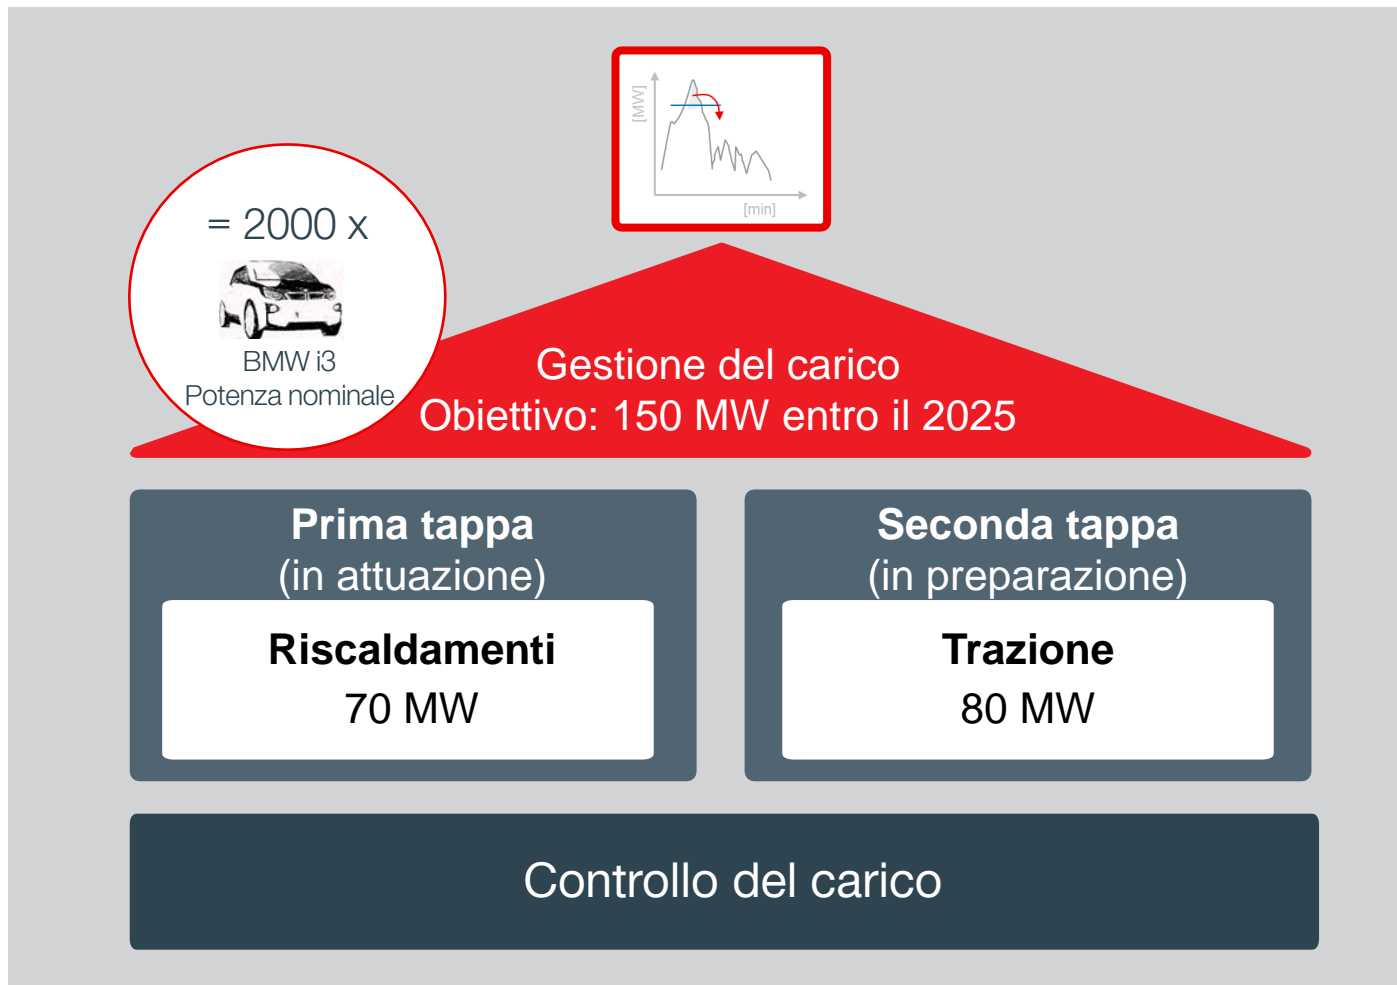 [MW]
[min]
= 2000 x
BMW i3
Potenza nominale
Gestione del carico
Obiettivo: 150 MW entro il 2025
Prima tappa
(in attuazione)
Riscaldamenti
70 MW
Seconda tappa
(in preparazione)
Trazione
80 MW
Controllo del carico